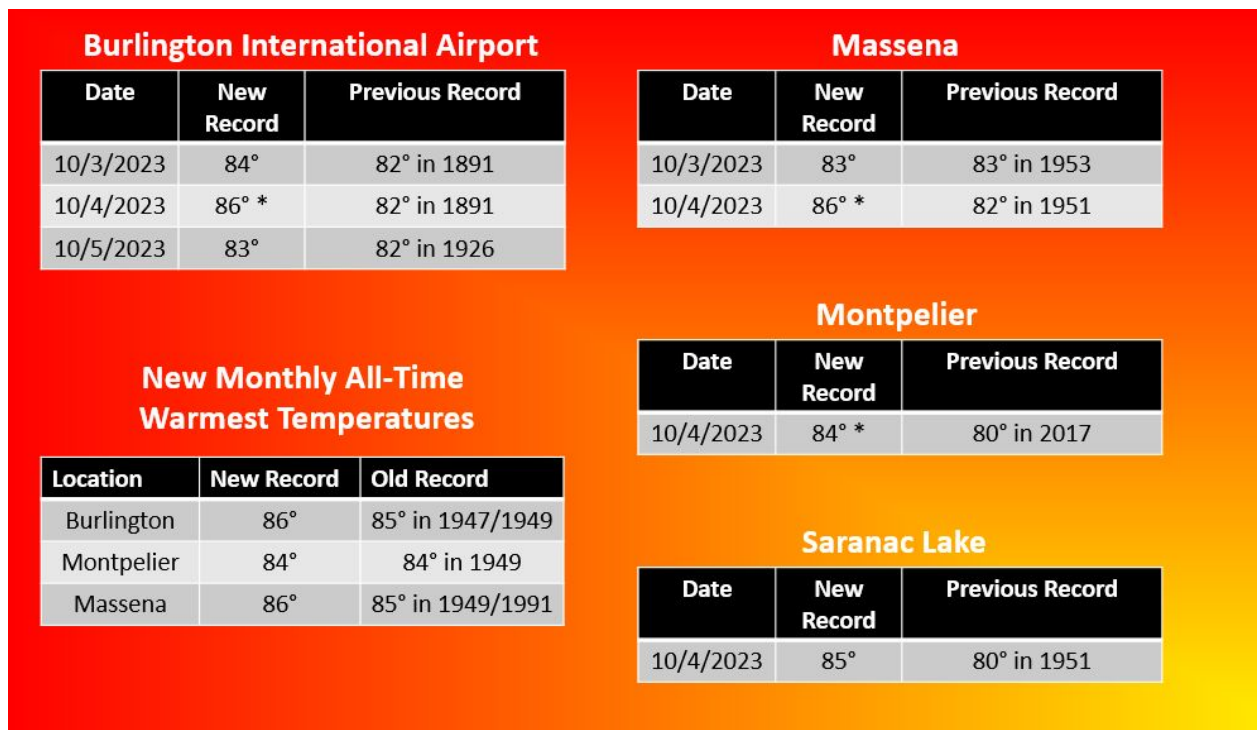 Burlington International Airport
Date New Record Previous Record
10/3/2023 84° 82° in 1891
10/4/2023 86° * 82° in 1891
10/5/2023 83° 82° in 1926
New Monthly All-Time
Warmest Temperatures
Location New Record Old Record
Burlington 86° 85° in 1947/1949
Montpelier 84° 84° in 1949
Massena 86° 85° in 1949/1991
Massena
Date New Record Previous Record
10/3/2023 83° 83° in 1953
10/4/2023 86° * 82° in 1951
Montpelier
Date New Record Previous Record
10/4/2023 84° * 80° in 2017
Saranac Lake
Date New Record Previous Record
10/4/2023 85° 80° in 1951